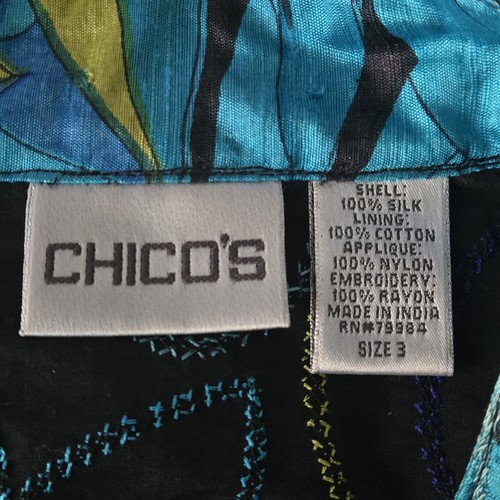 CHICO'S
SHELL:
100% SILK
LINING:
100% COTTON
APPLIQUE:
100% NYLON
EMBROIDERY:
100% RAYON
MADE IN INDIA
RN#79984
SIZE 3